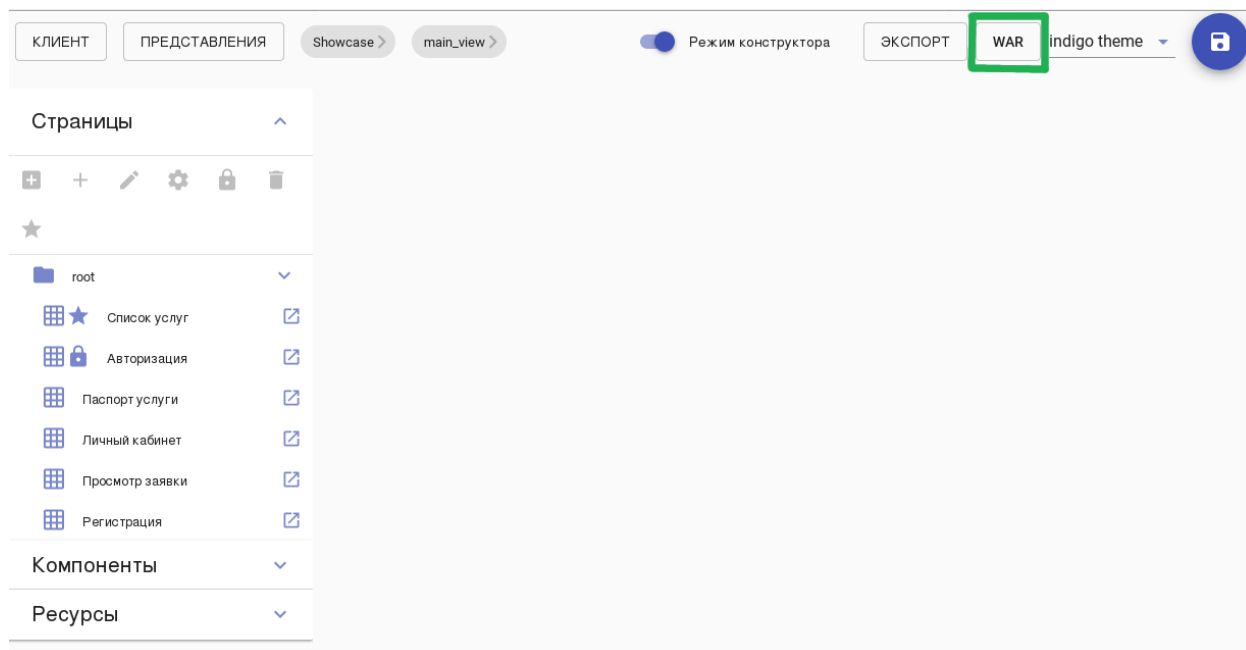 КЛИЕНТ ПРЕДСТАВЛЕНИЯ Showcase main_view Режим конструктора ЭКСПОРТ WAR indigo theme
Страницы
root
Список услуг
Авторизация
Паспорт услуги
Личный кабинет
Просмотр заявки
Регистрация
Компоненты
Ресурсы